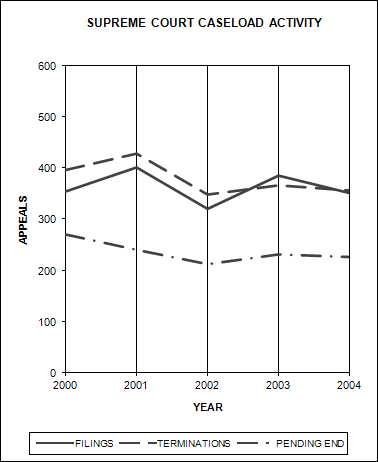 SUPREME COURT CASELOAD ACTIVITY
600
500
400
300
200
100
0
APPEALS
2000 2001 2002 2003 2004
YEAR
FILINGS TERMINATIONS PENDING END